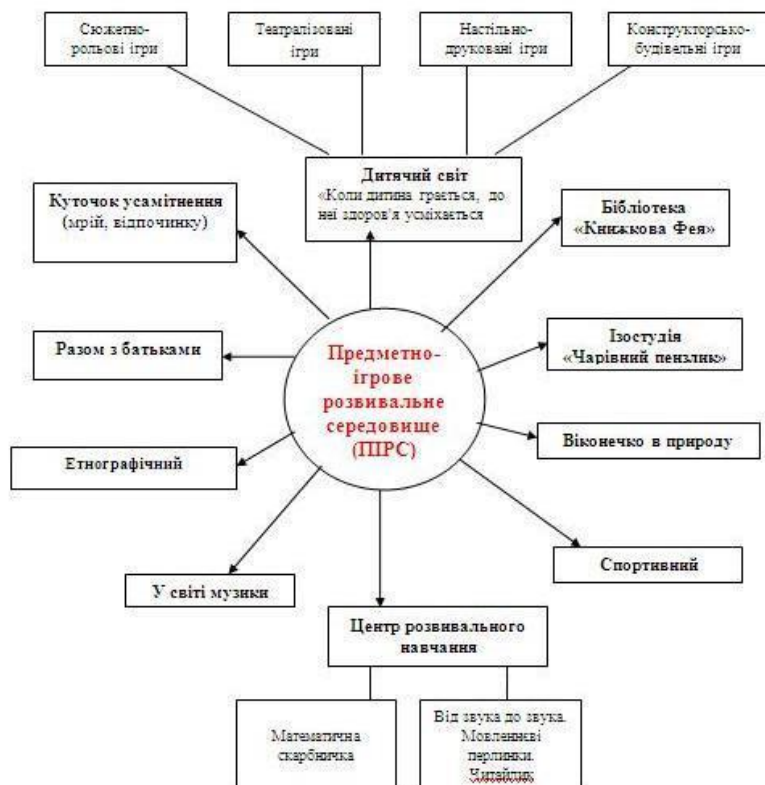 Сюжетно-
рольові ігри
Театралізовані
ігри
Настільно-
друковані ігри
Конструкторсько-
будівельні ігри
Дитячий світ
«Коли дитина грається, до
неї здоров'я усміхається
Куточок усамітнення
(мрій, відпочинку)
Бібліотека
«Книжкова Фея»
Разом з батьками
Предметно-
ігрове
розвивальне
середовище
(ПІРС)
Ізостудія
«Чарівний пензлик»
Етнографічний
Віконечко в природу
У світі музики
Спортивний
Центр розвивального
навчання
Математична
скарбничка
Від звука до звука.
Мовленнєві
перлинки.
Читайлик